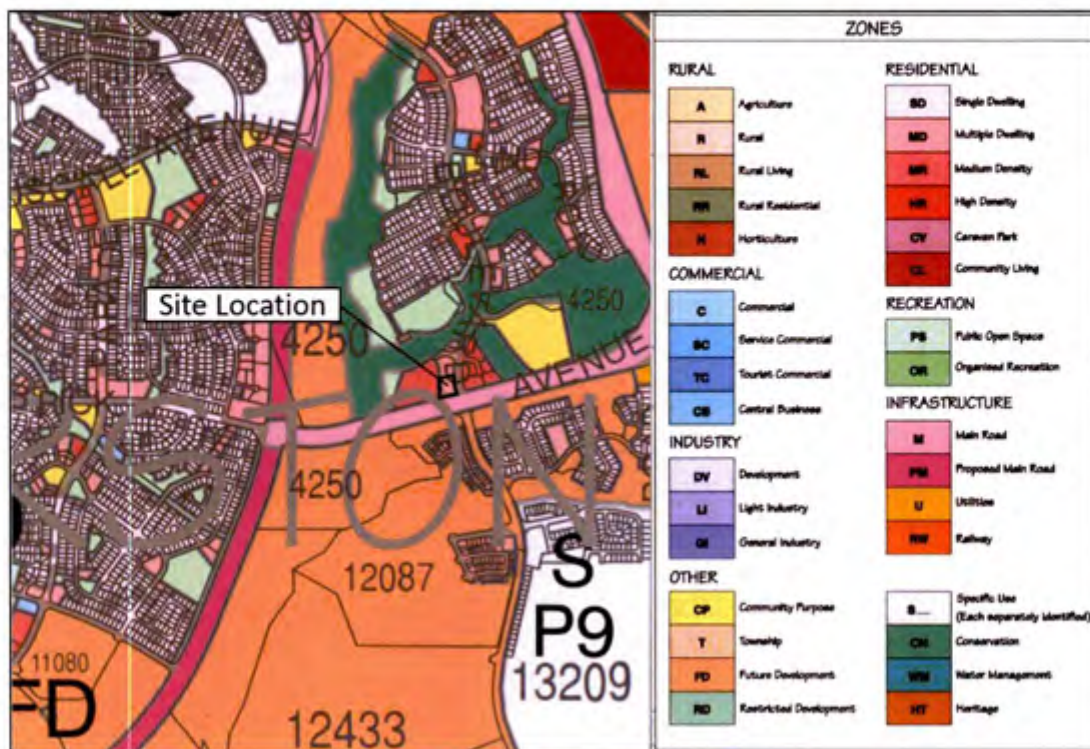 AVENUE
Site Location
4250
4250
AVENUE
STON
4250
12087
S
P9
13209
11080
FD
12433
ZONES
RURAL
A Agriculture
R Rural
RL Rural Living
RR Rural Residential
H Horticulture
COMMERCIAL
C Commercial
SC Service Commercial
TC Tourist Commercial
CB Central Business
INDUSTRY
DV Development
LI Light Industry
GI General Industry
OTHER
CP Community Purpose
T Township
FD Future Development
RD Restricted Development
RESIDENTIAL
SD Single Dwelling
MD Multiple Dwelling
MR Medium Density
HR High Density
CV Caravan Park
CL Community Living
RECREATION
PS Public Open Space
OR Organised Recreation
INFRASTRUCTURE
M Main Road
PM Proposed Main Road
U Utilities
RW Railway
S__ Specific Use
(Each separately identified)
CN Conservation
WM Water Management
HT Heritage